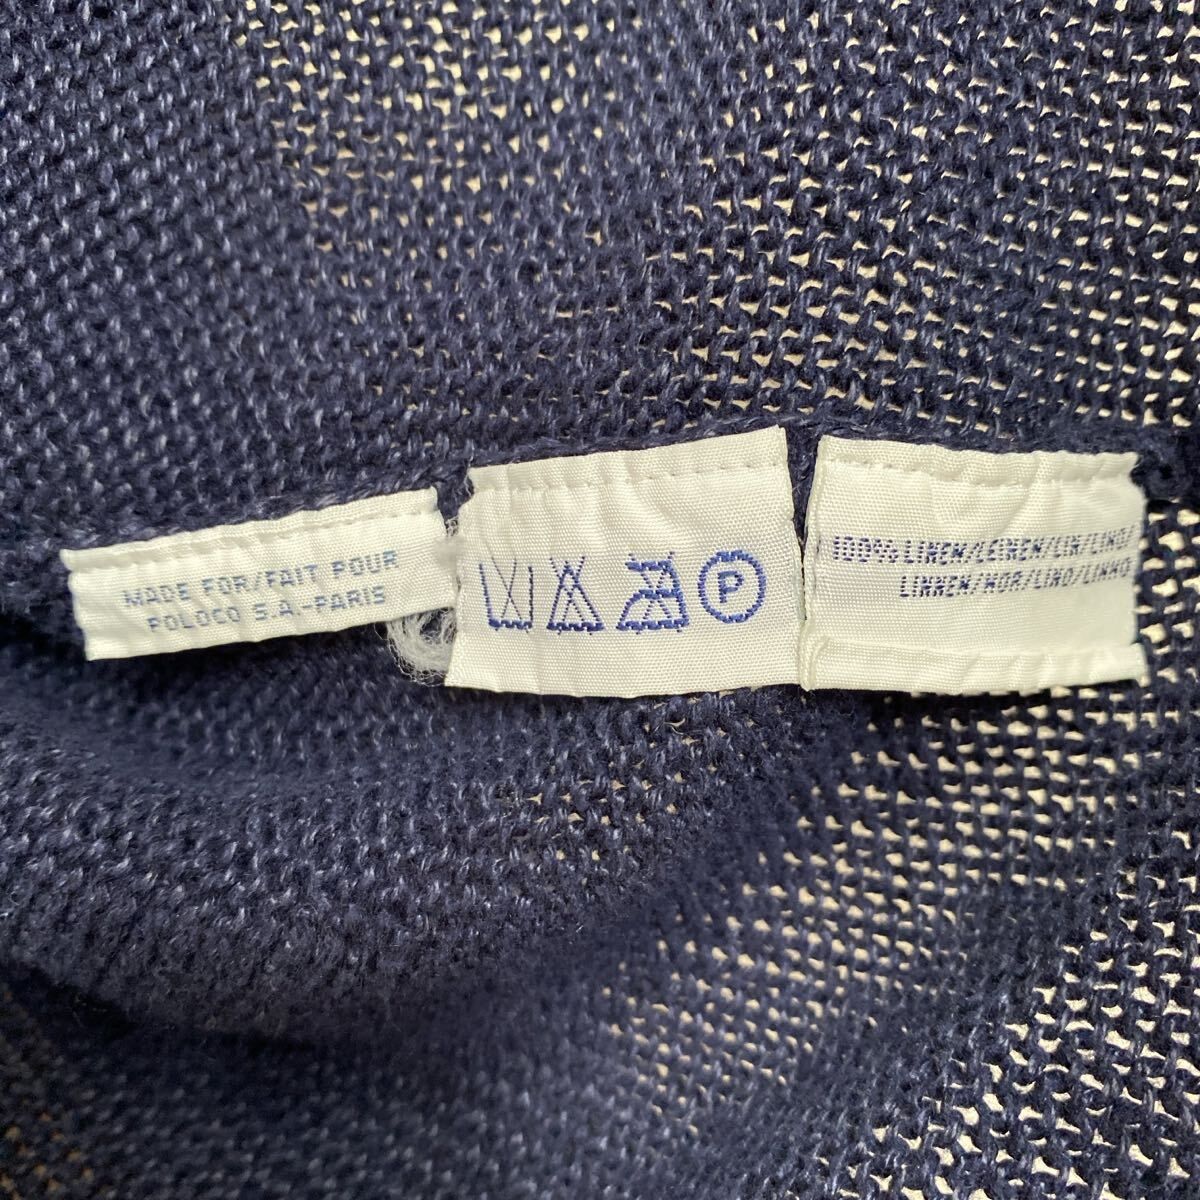 MADE FOR/FAIT POUR
POLOCO S.A.-PARIS
P
100% LINEN/LEINEN/LIN/LINO/
LINNEN/HOR/LINO/LINHO